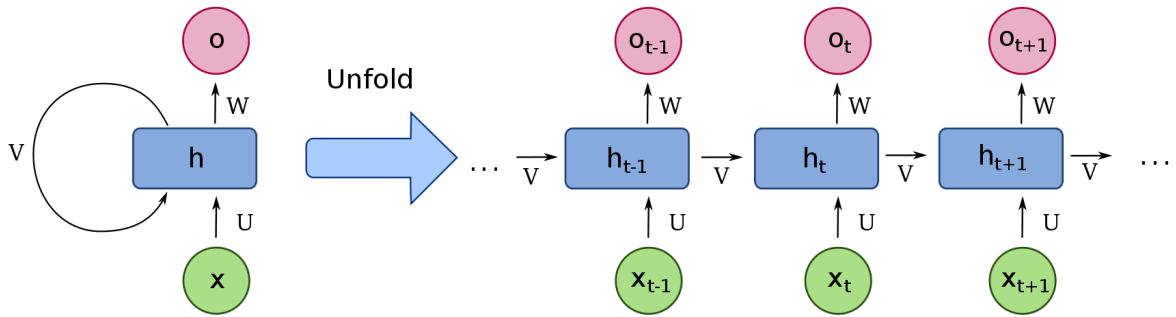 o
W
V
h
U
x
Unfold
o_{t-1} o_t o_{t+1}
W W W
... V h_{t-1} V h_t V h_{t+1} V ...
U U U
x_{t-1} x_t x_{t+1}